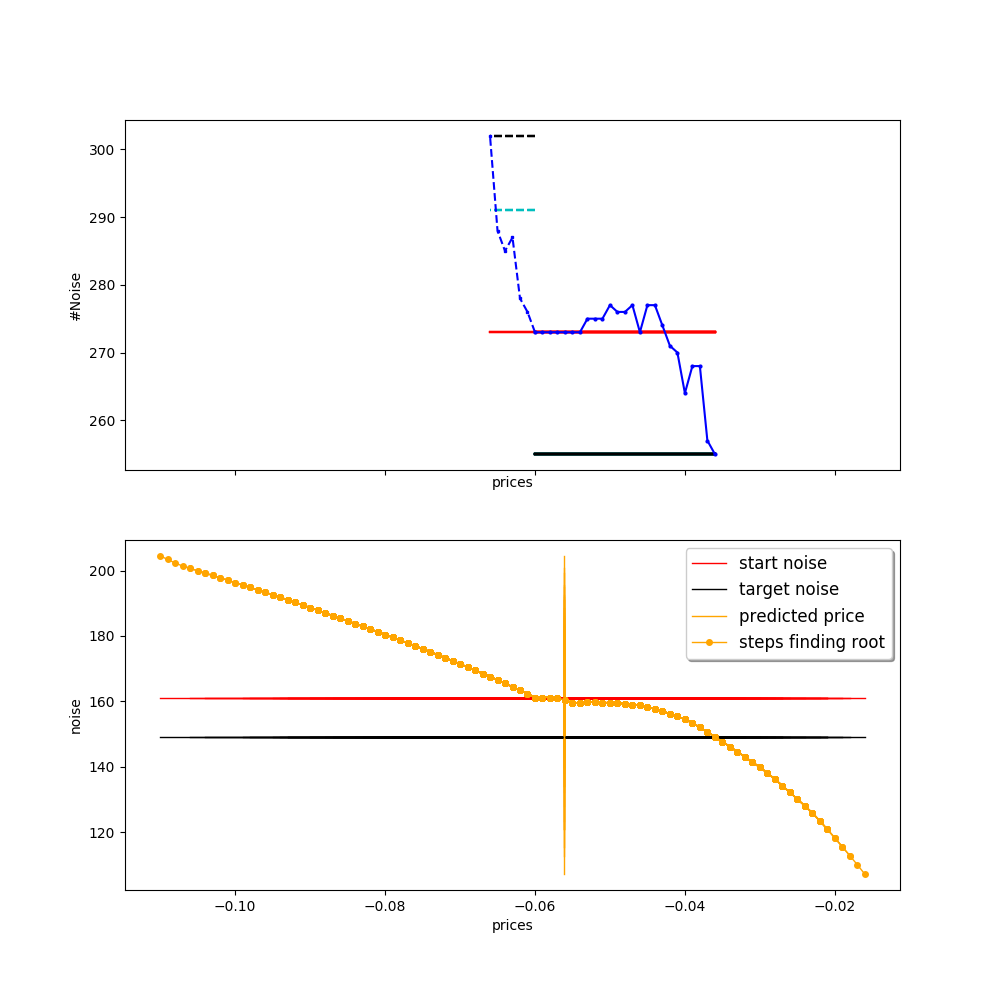 300
290
280
270
260
#Noise
prices
200
180
160
140
120
noise
start noise
target noise
predicted price
steps finding root
−0.10
−0.08
−0.06
−0.04
−0.02
prices